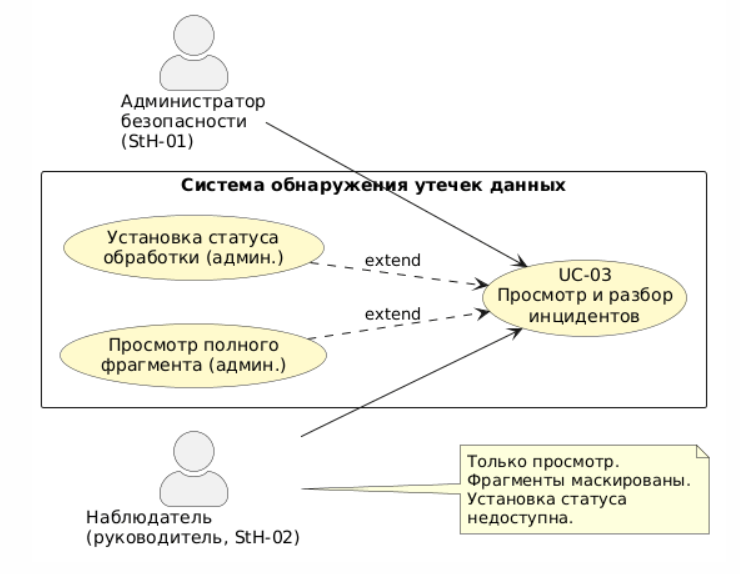 Администратор
безопасности
(StH-01)
Система обнаружения утечек данных
Установка статуса
обработки (админ.)
extend
UC-03
Просмотр и разбор
инцидентов
extend
Просмотр полного
фрагмента (админ.)
Только просмотр.
Фрагменты маскированы.
Установка статуса
недоступна.
Наблюдатель
(руководитель, StH-02)